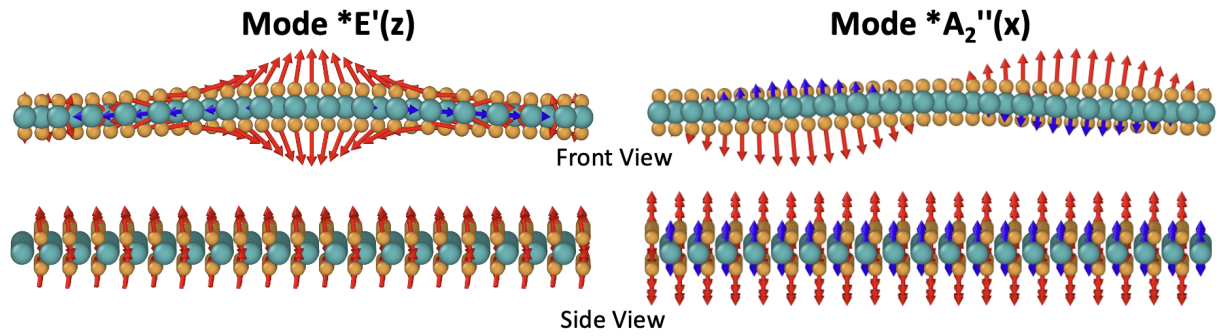 Mode *E'(z)
Mode *A₂''(x)
Front View
Side View